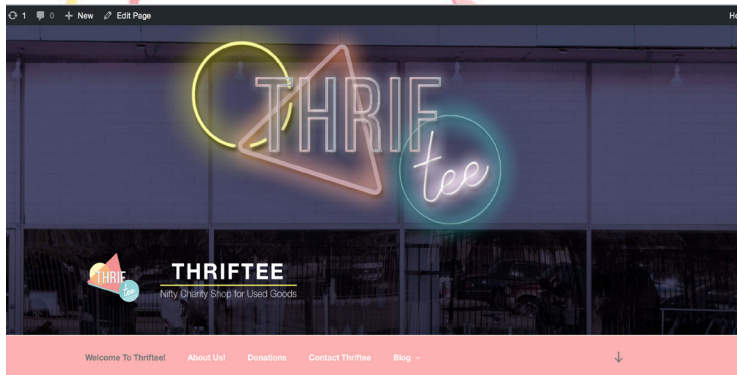 1 0 + New Edit Page
THRIF
tee
THRIF
tee
THRIFTEE
Nifty Charity Shop for Used Goods
Welcome To Thriftee! About Us! Donations Contact Thriftee Blog